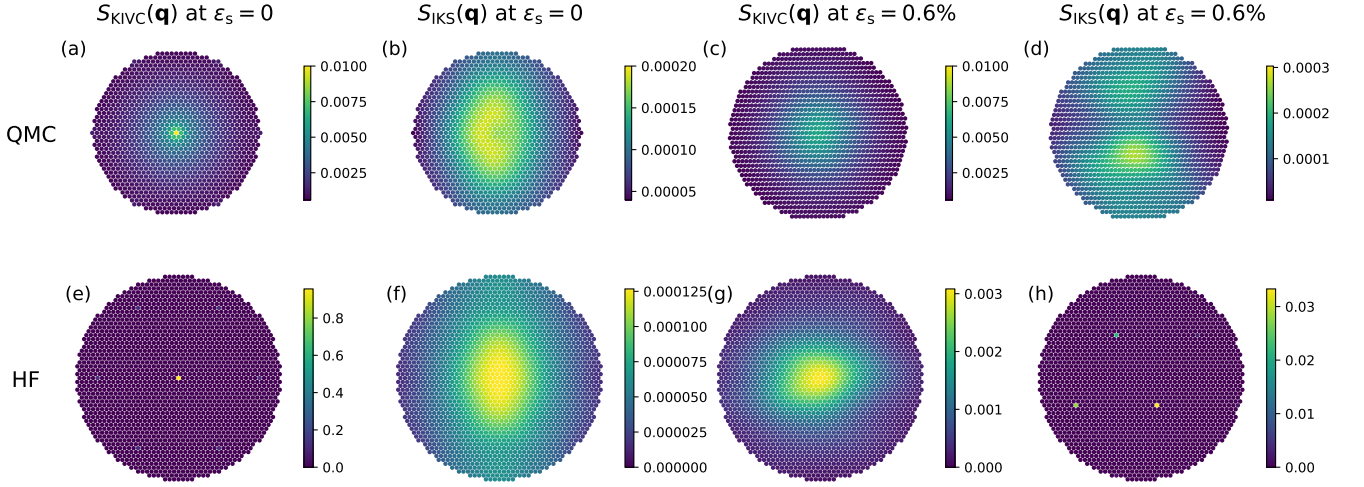 S_KIVC(q) at ε_s = 0
S_IKS(q) at ε_s = 0
S_KIVC(q) at ε_s = 0.6%
S_IKS(q) at ε_s = 0.6%
QMC
(a)
0.0100
0.0075
0.0050
0.0025
(b)
0.00020
0.00015
0.00010
0.00005
(c)
0.0100
0.0075
0.0050
0.0025
(d)
0.0003
0.0002
0.0001
HF
(e)
0.8
0.6
0.4
0.2
0.0
(f)
0.000125
0.000100
0.000075
0.000050
0.000025
0.000000
(g)
0.003
0.002
0.001
0.000
(h)
0.03
0.02
0.01
0.00